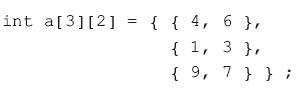 int a[3][2] = { { 4, 6 },
{ 1, 3 },
{ 9, 7 } } ;